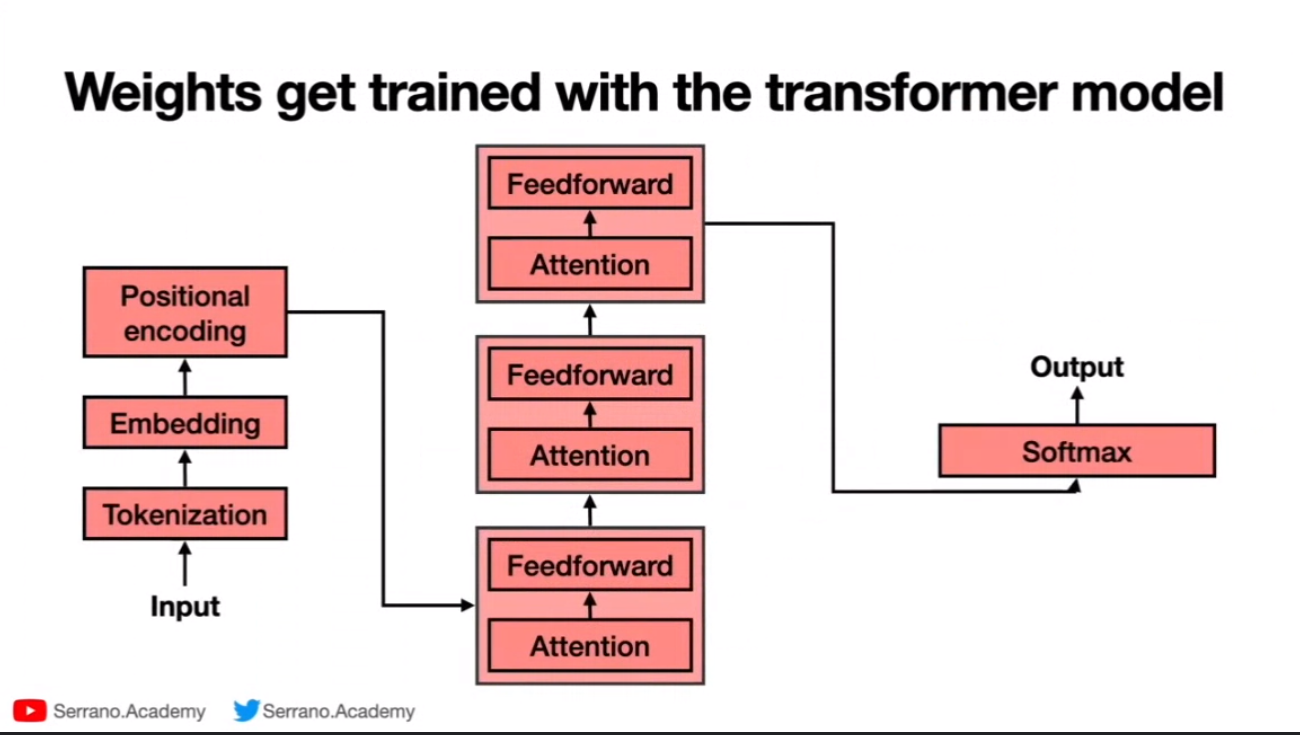 Weights get trained with the transformer model
Positional
encoding
Embedding
Tokenization
Input
Feedforward
Attention
Feedforward
Attention
Feedforward
Attention
Output
Softmax
Serrano.Academy
Serrano.Academy